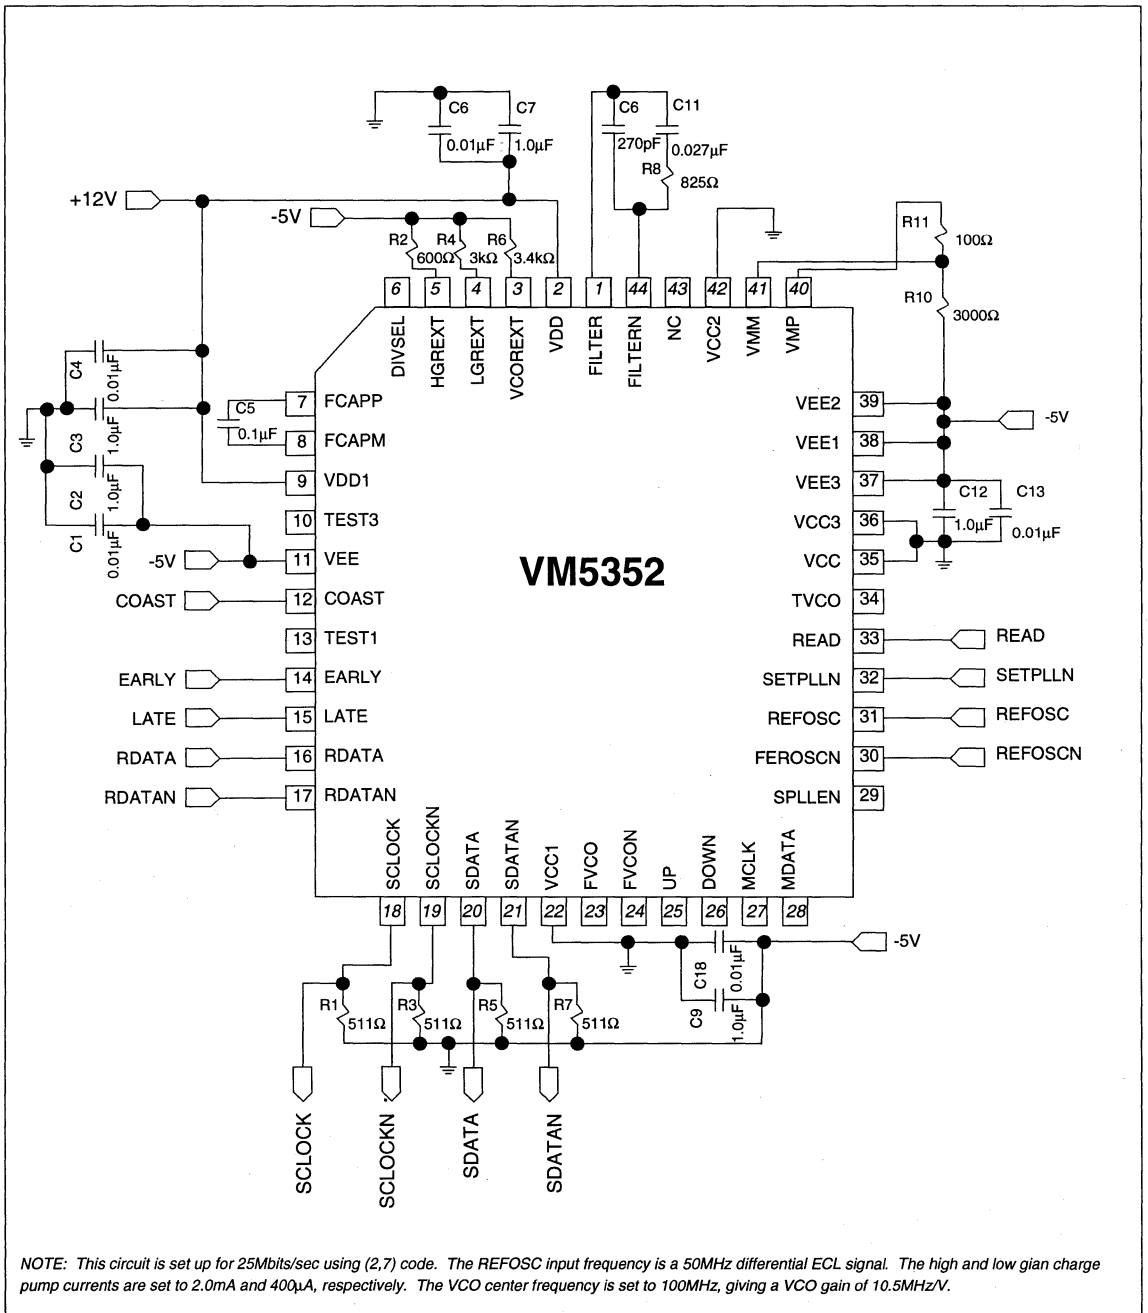 C6 C7
0.01µF 1.0µF
C6 C11
270pF 0.027µF
R8
825Ω
+12V
-5V
R2 R4 R6
600Ω 3kΩ 3.4kΩ
R11
100Ω
R10
3000Ω
6 5 4 3 2 1 44 43 42 41 40
DIVSEL
HGREXT
LGREXT
VCOREXT
VDD
FILTER
FILTERN
NC
VCC2
VMM
VMP
C4
0.01µF
C3
1.0µF
C2
1.0µF
C1
0.01µF
C5
0.1µF
7 FCAPP
8 FCAPM
9 VDD1
10 TEST3
-5V 11 VEE
COAST 12 COAST
13 TEST1
EARLY 14 EARLY
LATE 15 LATE
RDATA 16 RDATA
RDATAN 17 RDATAN
VM5352
VEE2 39
-5V
VEE1 38
VEE3 37
C12 C13
1.0µF 0.01µF
VCC3 36
VCC 35
TVCO 34
READ 33 READ
SETPLLN 32 SETPLLN
REFOSC 31 REFOSC
FEROSCN 30 REFOSCN
SPLLEN 29
SCLOCK
SCLOCKN
SDATA
SDATAN
VCC1
FVCO
FVCON
UP
DOWN
MCLK
MDATA
18 19 20 21 22 23 24 25 26 27 28
-5V
C18
0.01µF
C9
1.0µF
R1 R3 R5 R7
511Ω 511Ω 511Ω 511Ω
SCLOCK
SCLOCKN
SDATA
SDATAN
NOTE: This circuit is set up for 25Mbits/sec using (2,7) code. The REFOSC input frequency is a 50MHz differential ECL signal. The high and low gian charge
pump currents are set to 2.0mA and 400µA, respectively. The VCO center frequency is set to 100MHz, giving a VCO gain of 10.5MHz/V.